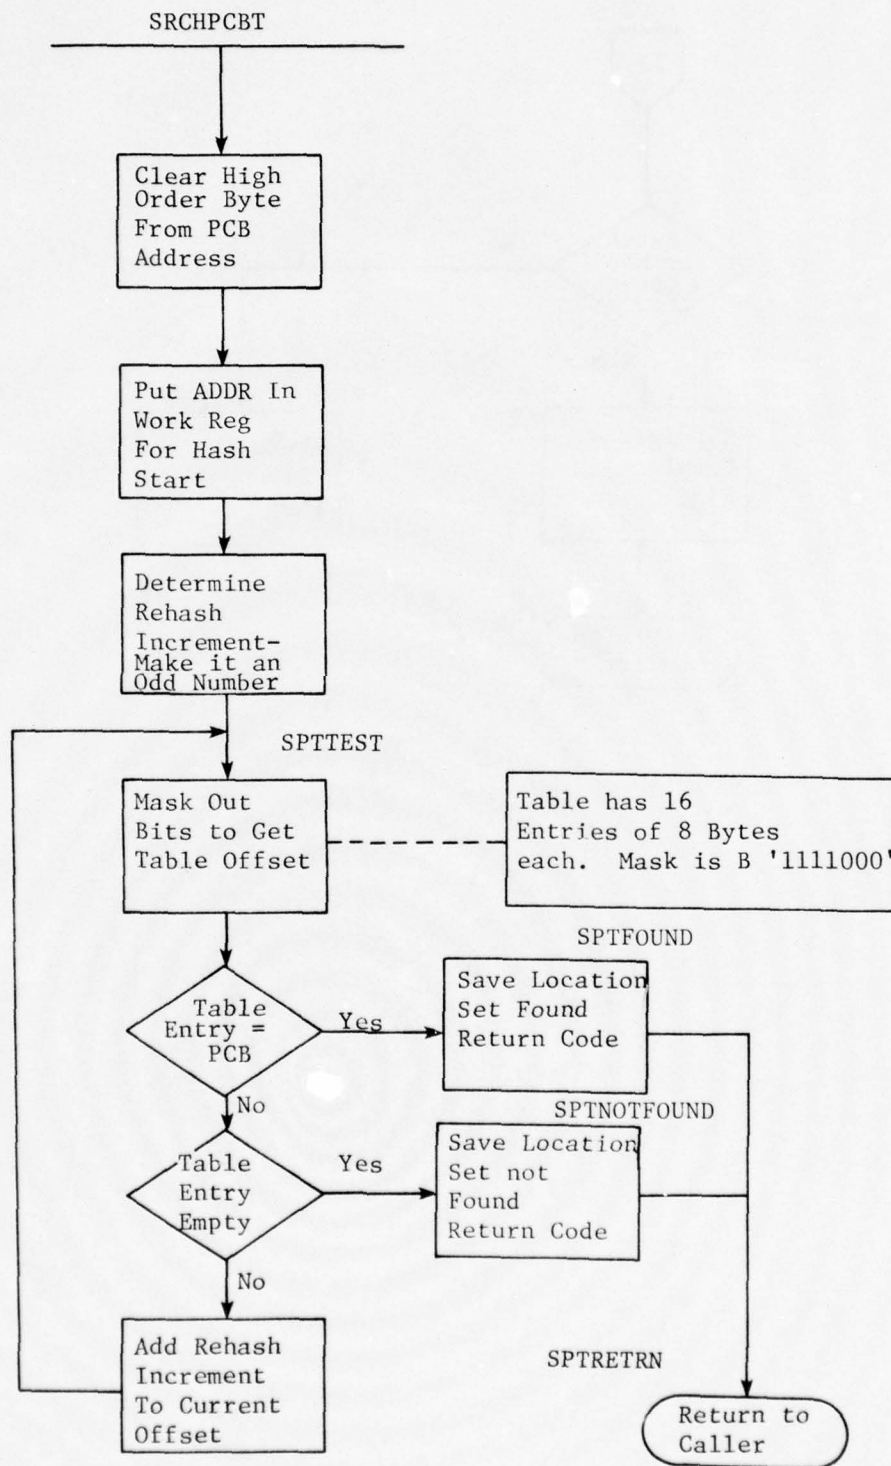 SRCHPCBT
Clear High
Order Byte
From PCB
Address
Put ADDR In
Work Reg
For Hash
Start
Determine
Rehash
Increment-
Make it an
Odd Number
SPTTEST
Mask Out
Bits to Get
Table Offset
Table has 16
Entries of 8 Bytes
each. Mask is B '1111000'
SPTFOUND
Table
Entry =
PCB
Yes
Save Location
Set Found
Return Code
No
SPTNOTFOUND
Table
Entry
Empty
Yes
Save Location
Set not
Found
Return Code
No
Add Rehash
Increment
To Current
Offset
SPTRETRN
Return to
Caller